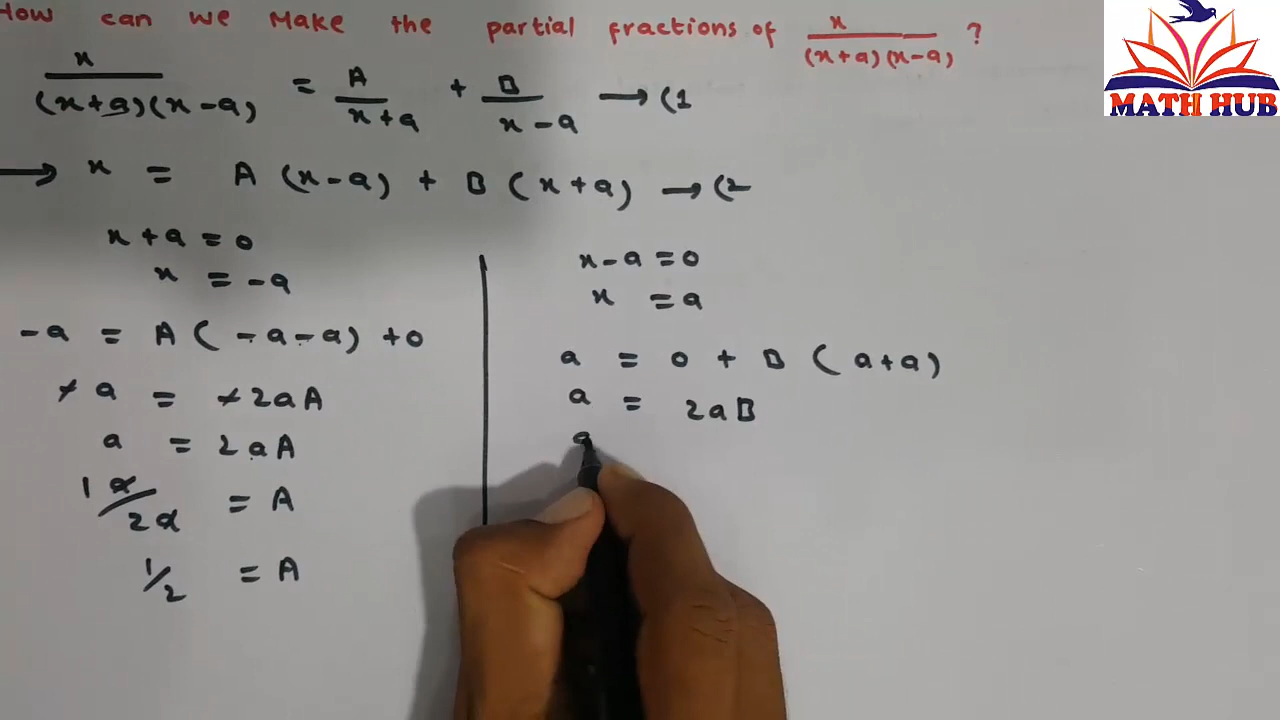 How can we Make the partial fractions of x/(x+a)(x-a) ?
MATH HUB
x/(x+a)(x-a) = A/x+a + B/x-a → (1
→ x = A (x-a) + B (x+a) → (2
x+a = 0
x = -a
-a = A ( -a-a) + 0
-a = -2aA
a = 2aA
1 a/2a = A
1/2 = A
x-a = 0
x = a
a = 0 + B ( a+a)
a = 2aB
a